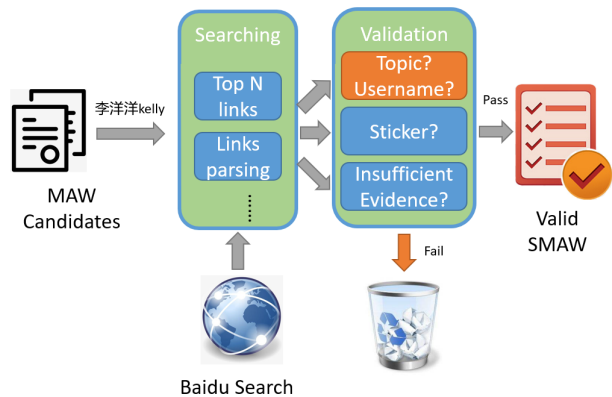 Searching
Validation
李洋洋kelly
Top N
links
Links
parsing
......
Topic?
Username?
Sticker?
Insufficient
Evidence?
Pass
Fail
MAW
Candidates
Valid
SMAW
Baidu Search